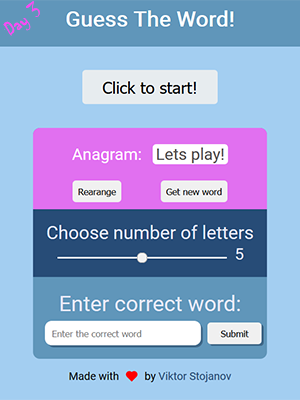 Day 3
Guess The Word!
Click to start!
Anagram: Lets play!
Rearange Get new word
Choose number of letters
5
Enter correct word:
Enter the correct word Submit
Made with ❤ by Viktor Stojanov